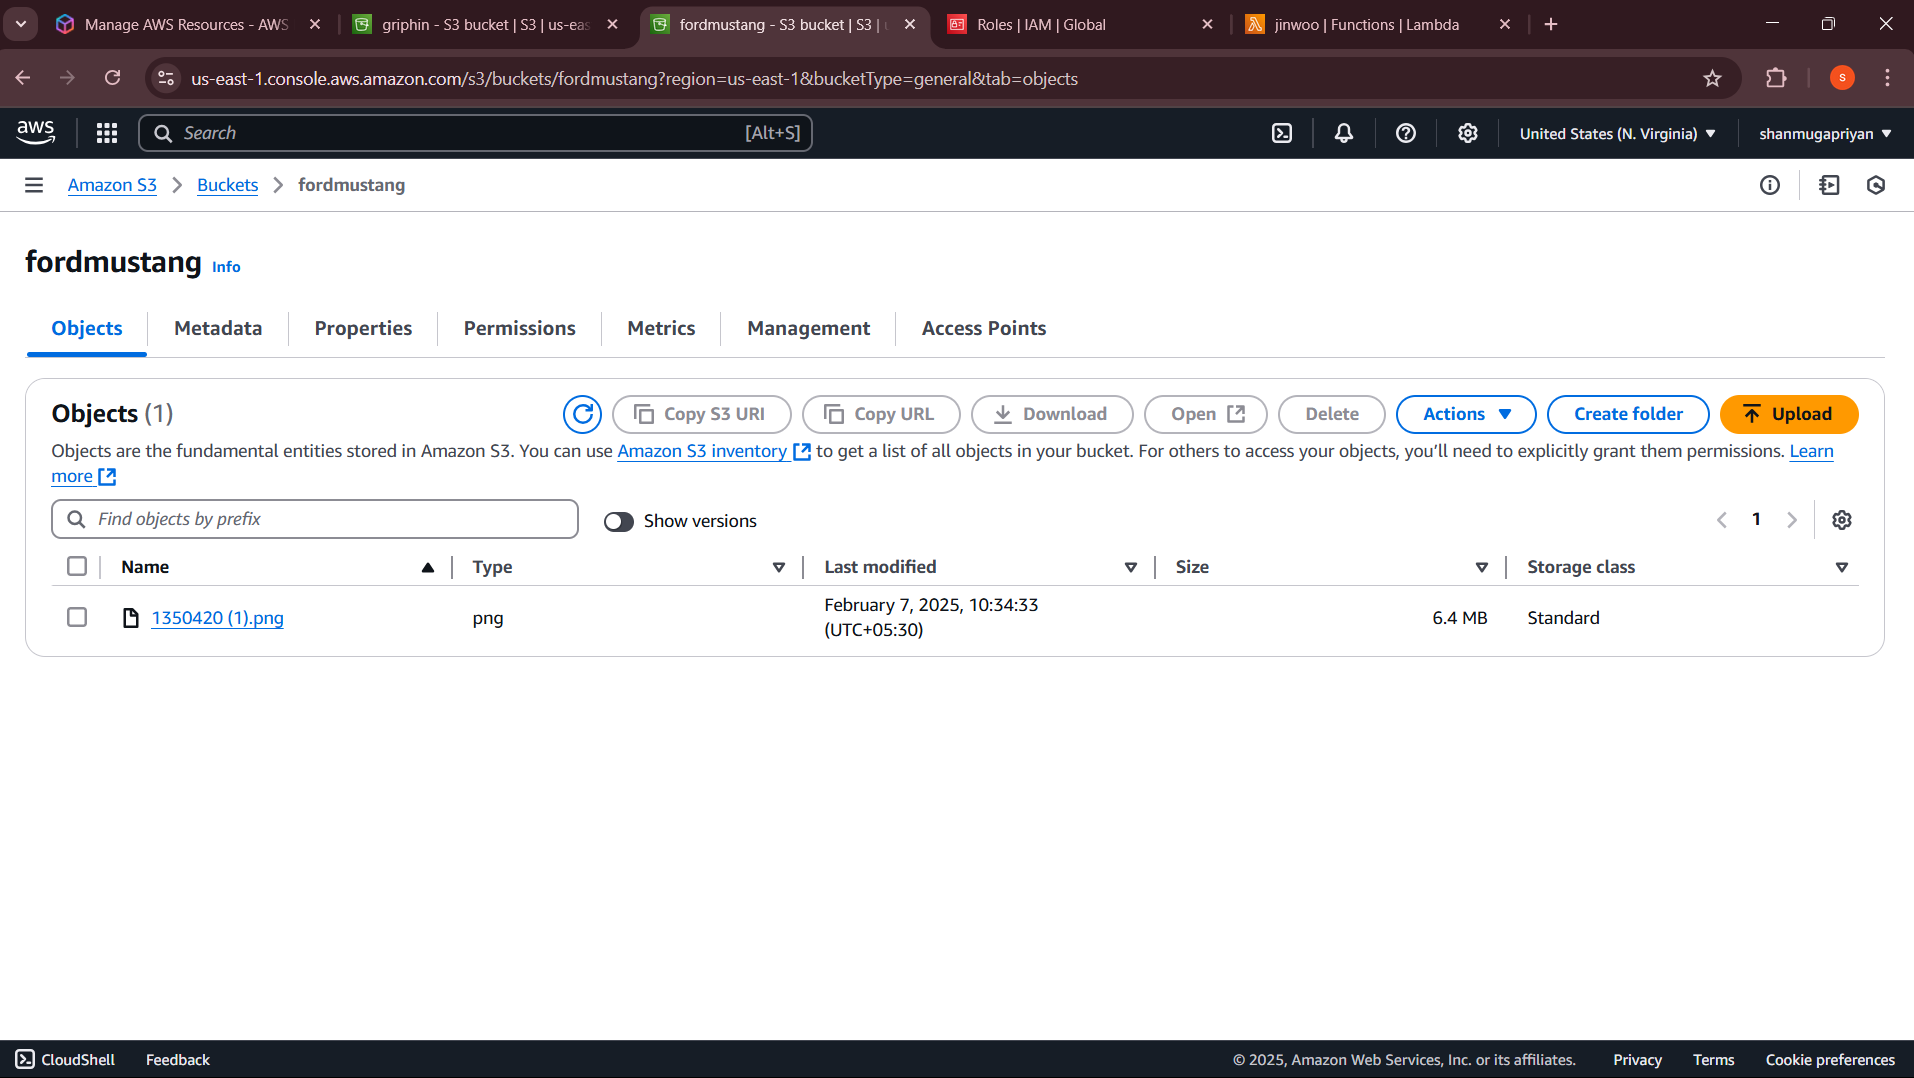 Manage AWS Resources - AWS
griphin - S3 bucket | S3 | us-eas
fordmustang - S3 bucket | S3 |
Roles | IAM | Global
jinwoo | Functions | Lambda
us-east-1.console.aws.amazon.com/s3/buckets/fordmustang?region=us-east-1&bucketType=general&tab=objects
S
aws
Search
[Alt+S]
United States (N. Virginia)
shanmugapriyan
Amazon S3
Buckets
fordmustang
fordmustang Info
Objects
Metadata
Properties
Permissions
Metrics
Management
Access Points
Objects (1)
Copy S3 URI
Copy URL
Download
Open
Delete
Actions
Create folder
Upload
Objects are the fundamental entities stored in Amazon S3. You can use Amazon S3 inventory to get a list of all objects in your bucket. For others to access your objects, you’ll need to explicitly grant them permissions. Learn
more
Find objects by prefix
Show versions
1
Name
Type
Last modified
Size
Storage class
1350420 (1).png
png
February 7, 2025, 10:34:33
(UTC+05:30)
6.4 MB
Standard
CloudShell
Feedback
© 2025, Amazon Web Services, Inc. or its affiliates.
Privacy
Terms
Cookie preferences